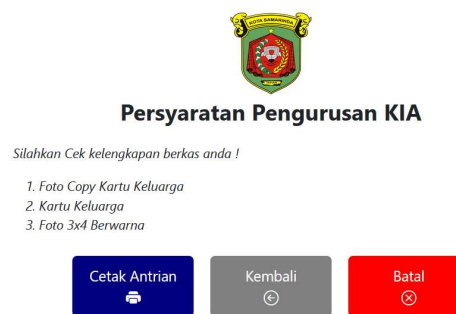 KOTA SAMARINDA
Persyaratan Pengurusan KIA
Silahkan Cek kelengkapan berkas anda !
1. Foto Copy Kartu Keluarga
2. Kartu Keluarga
3. Foto 3x4 Berwarna
Cetak Antrian
Kembali
Batal